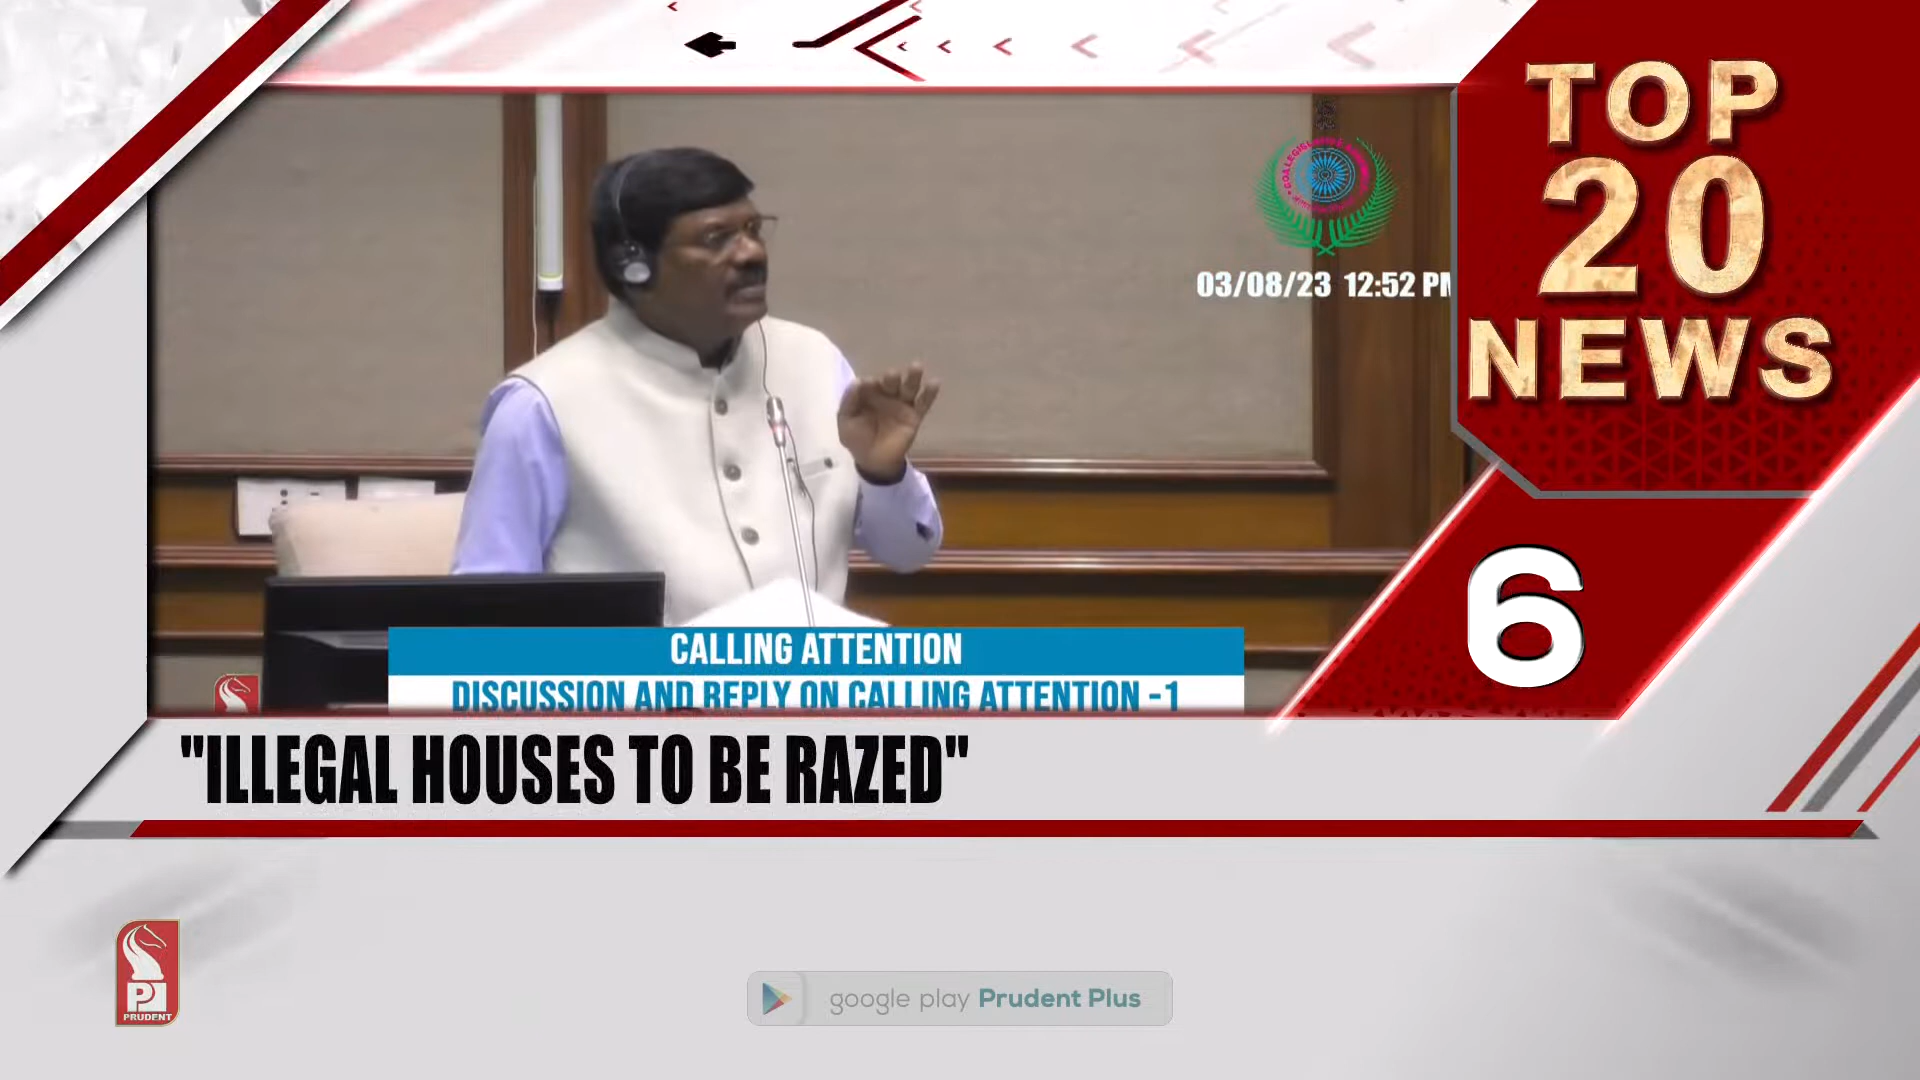 TOP
20
NEWS
03/08/23 12:52 PM
6
CALLING ATTENTION
DISCUSSION AND REPLY ON CALLING ATTENTION -1
"ILLEGAL HOUSES TO BE RAZED"
P
PRUDENT
google play Prudent Plus